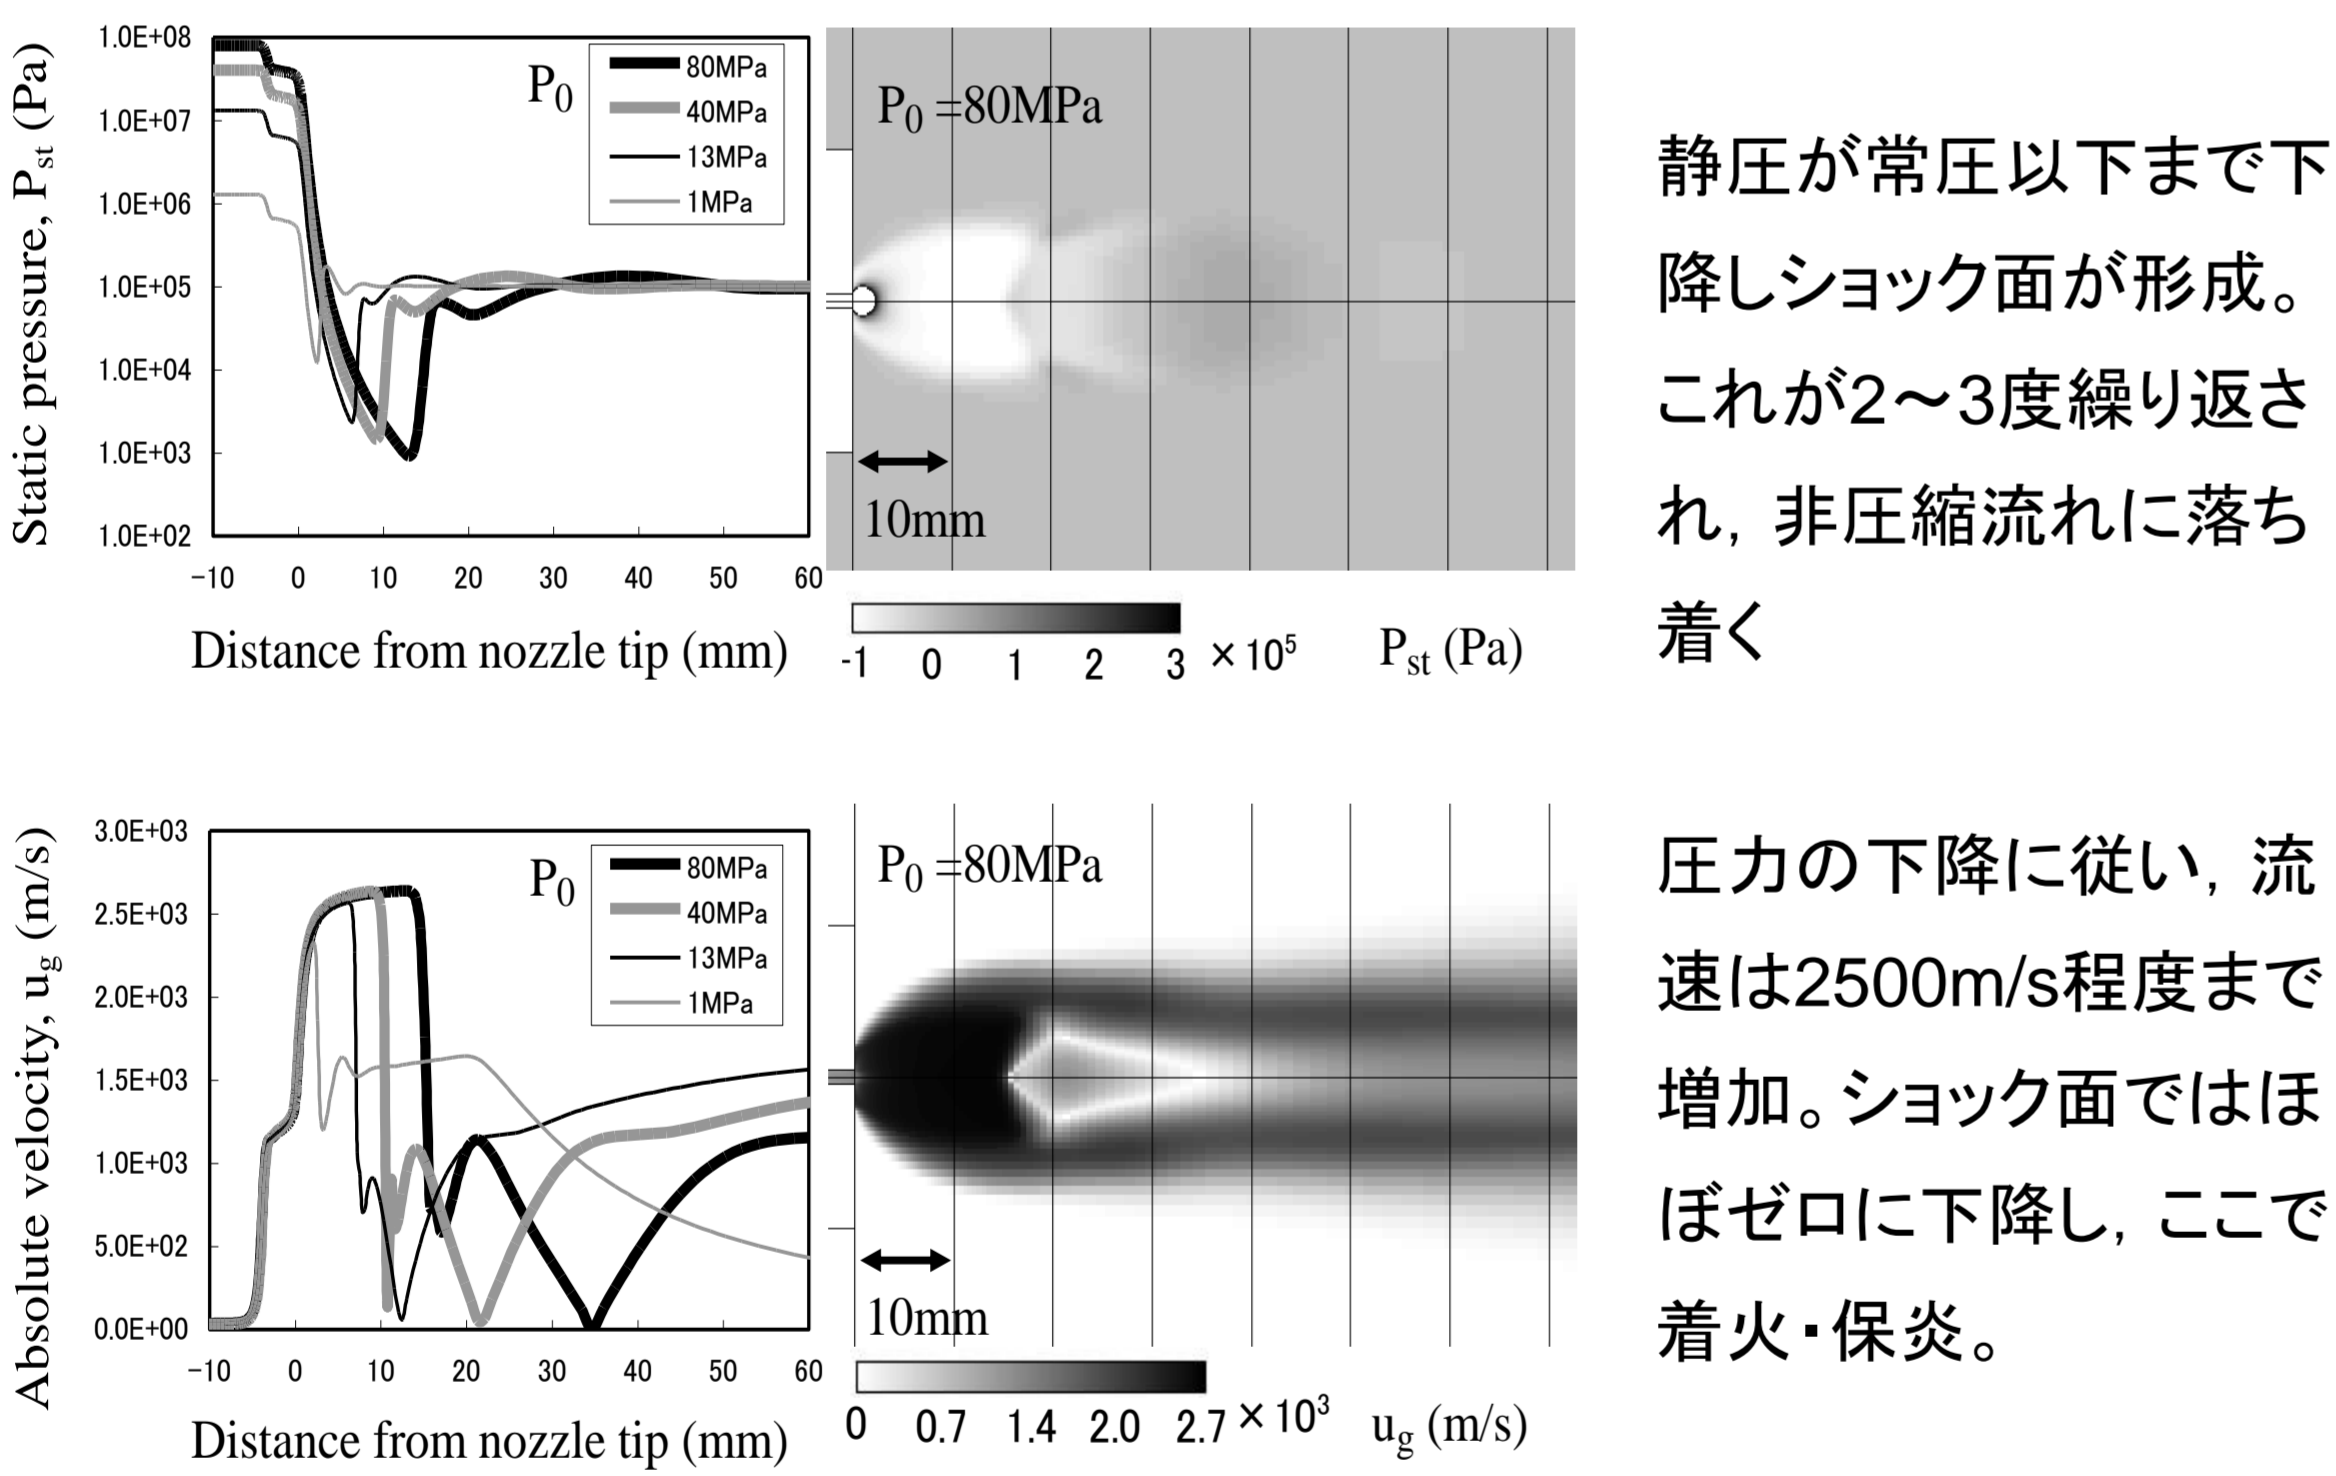 Static pressure, Pst (Pa)
1.0E+08
1.0E+07
1.0E+06
1.0E+05
1.0E+04
1.0E+03
1.0E+02
P0
80MPa
40MPa
13MPa
1MPa
-10 0 10 20 30 40 50 60
Distance from nozzle tip (mm)
P0 =80MPa
10mm
-1 0 1 2 3 ×10⁵ Pst (Pa)
静圧が常圧以下まで下
降しショック面が形成。
これが2～3度繰り返さ
れ，非圧縮流れに落ち
着く
Absolute velocity, ug (m/s)
3.0E+03
2.5E+03
2.0E+03
1.5E+03
1.0E+03
5.0E+02
0.0E+00
P0
80MPa
40MPa
13MPa
1MPa
-10 0 10 20 30 40 50 60
Distance from nozzle tip (mm)
P0 =80MPa
10mm
0 0.7 1.4 2.0 2.7 ×10³ ug (m/s)
圧力の下降に従い，流
速は2500m/s程度まで
増加。ショック面ではほ
ぼゼロに下降し，ここで
着火・保炎。